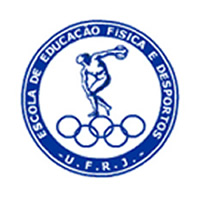 ESCOLA DE EDUCAÇÃO FÍSICA E DESPORTOS
- U. F. R. J. -